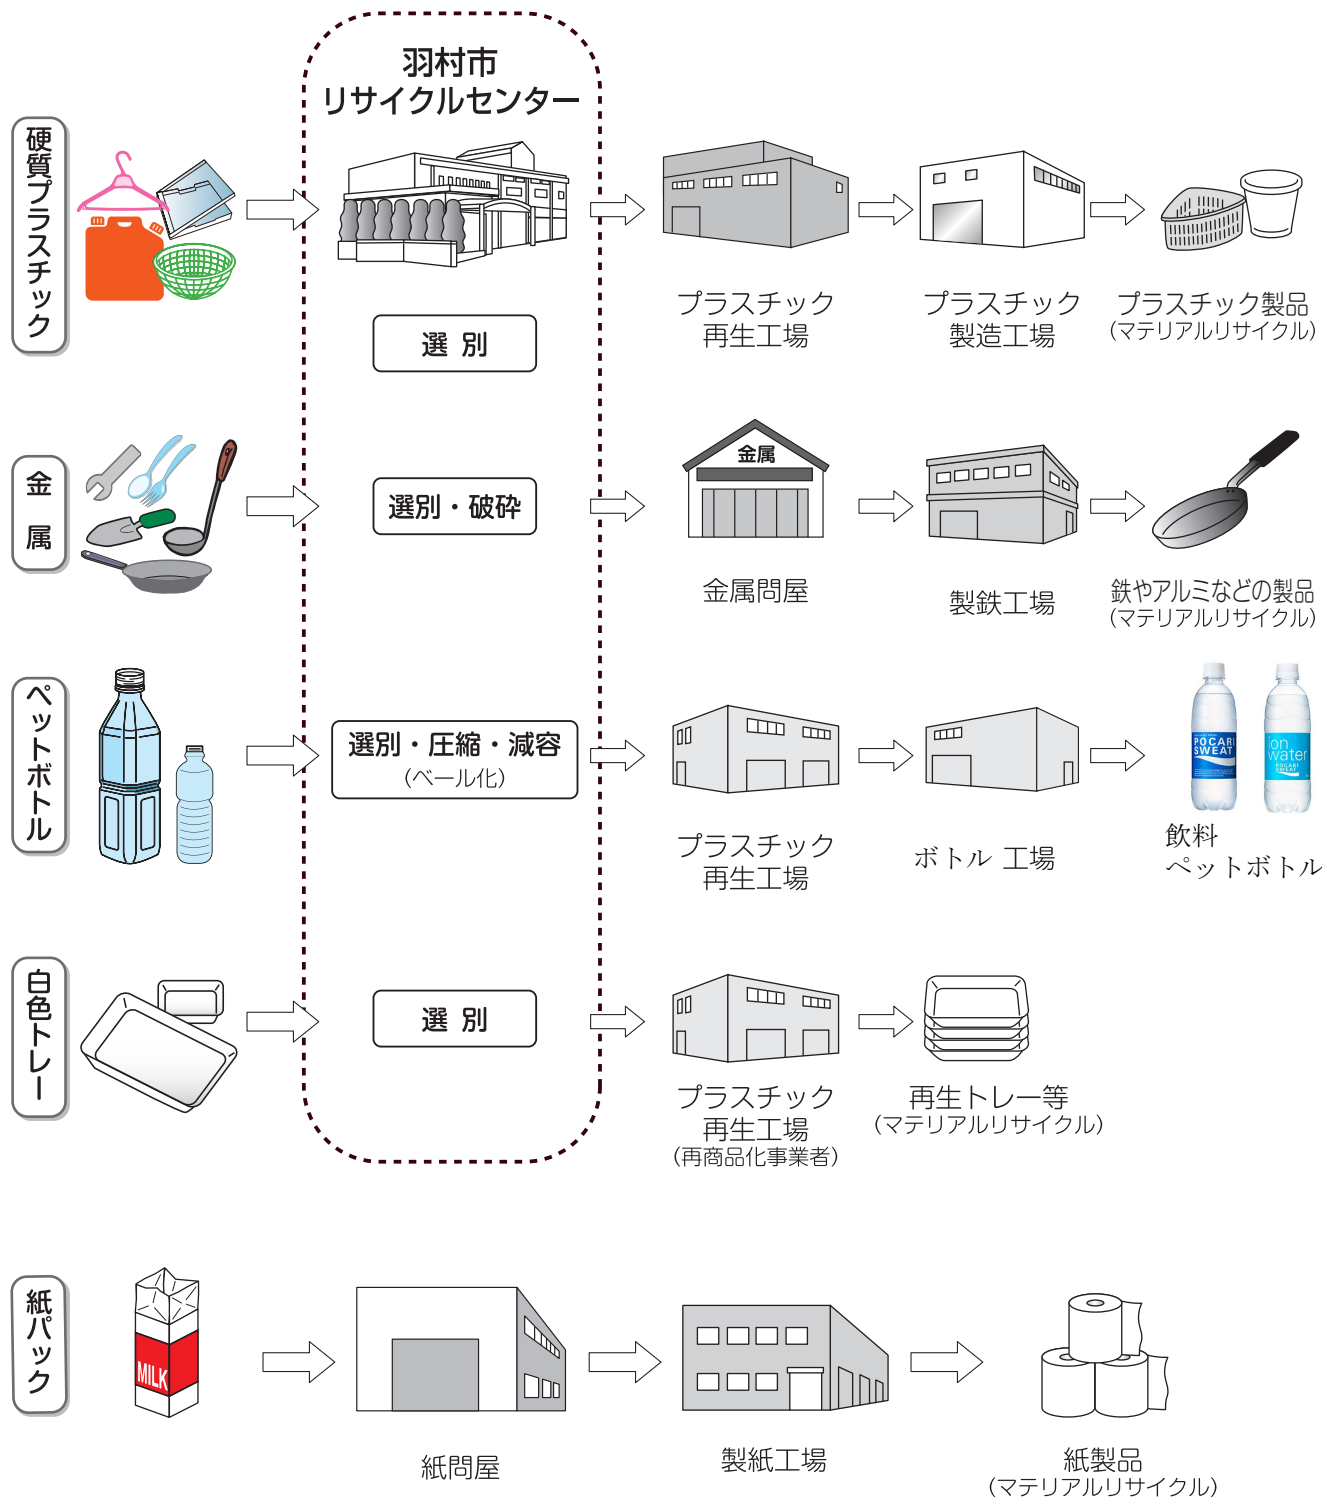 羽村市
リサイクルセンター
硬質プラスチック
選別
プラスチック
再生工場
プラスチック
製造工場
プラスチック製品
（マテリアルリサイクル）
金属
選別・破砕
金属
金属問屋
製鉄工場
鉄やアルミなどの製品
（マテリアルリサイクル）
ペットボトル
選別・圧縮・減容
（ベール化）
プラスチック
再生工場
ボトル 工場
POCARI
SWEAT
ion
water
POCARI
SWEAT
飲料
ペットボトル
白色トレー
選別
プラスチック
再生工場
（再商品化事業者）
再生トレー等
（マテリアルリサイクル）
紙パック
MILK
紙問屋
製紙工場
紙製品
（マテリアルリサイクル）